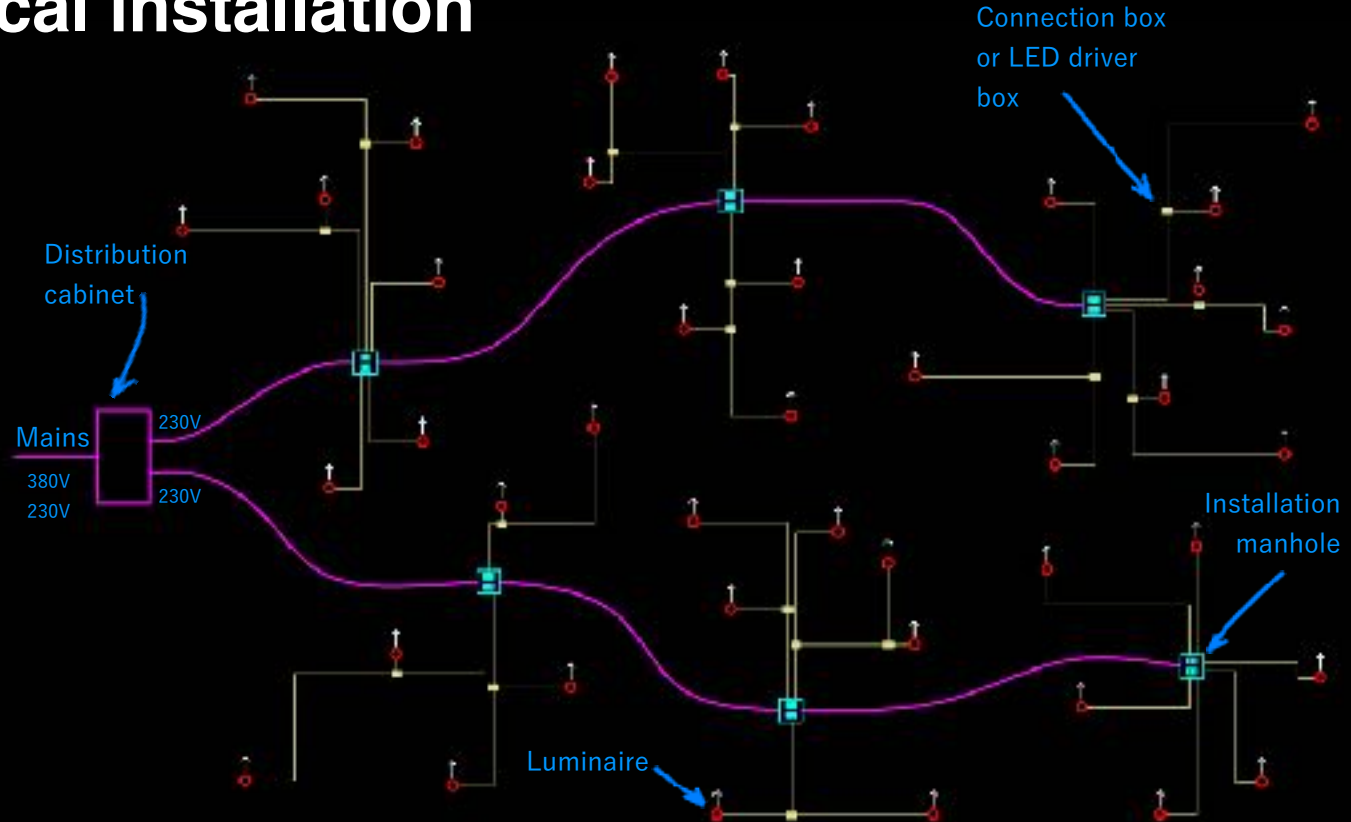 cal Installation
Connection box
or LED driver
box
Distribution
cabinet
230V
Mains
380V
230V
230V
Installation
manhole
Luminaire